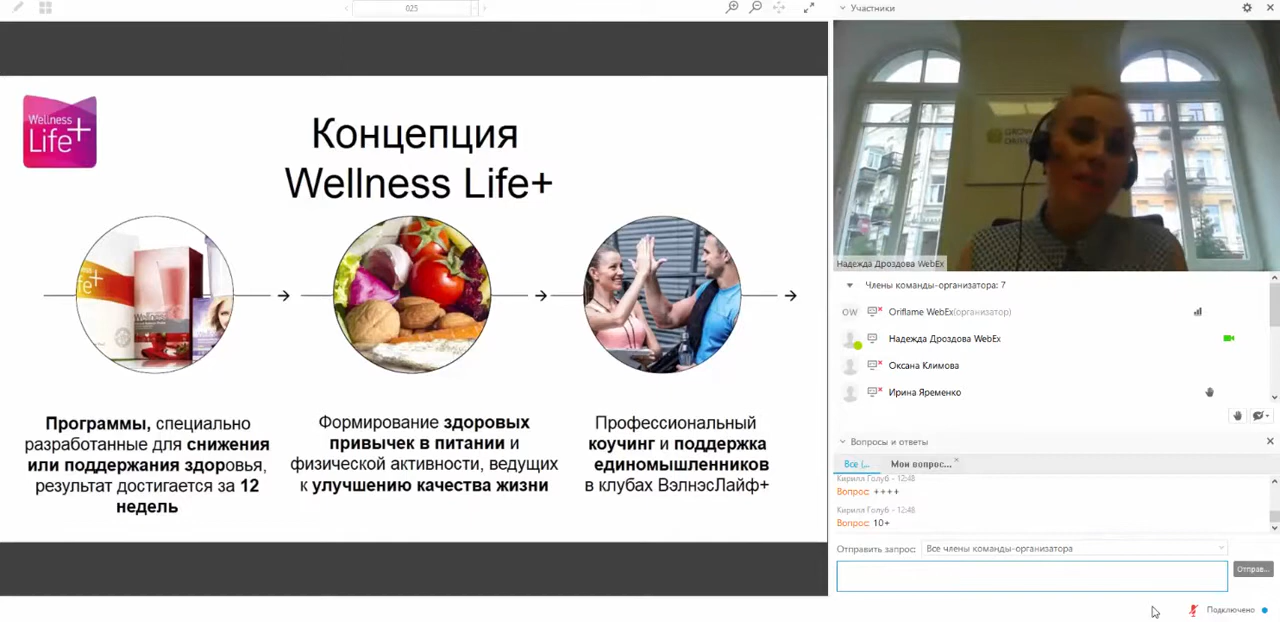 025
Участники
Wellness
Life+
Концепция
Wellness Life+
Программы, специально
разработанные для снижения
или поддержания здоровья,
результат достигается за 12
недель
Формирование здоровых
привычек в питании и
физической активности, ведущих
к улучшению качества жизни
Профессиональный
коучинг и поддержка
единомышленников
в клубах ВэлнэсЛайф+
Надежда Дроздова WebEx
Члены команды-организатора: 7
OW Oriflame WebEx(организатор)
Надежда Дроздова WebEx
Оксана Климова
Ирина Яременко
Вопросы и ответы
Все (... Мои вопрос...
Кирилл Голуб - 12:48
Вопрос: ++++
Кирилл Голуб - 12:48
Вопрос: 10+
Отправить запрос: Все члены команды-организатора
Отправ...
Подключено